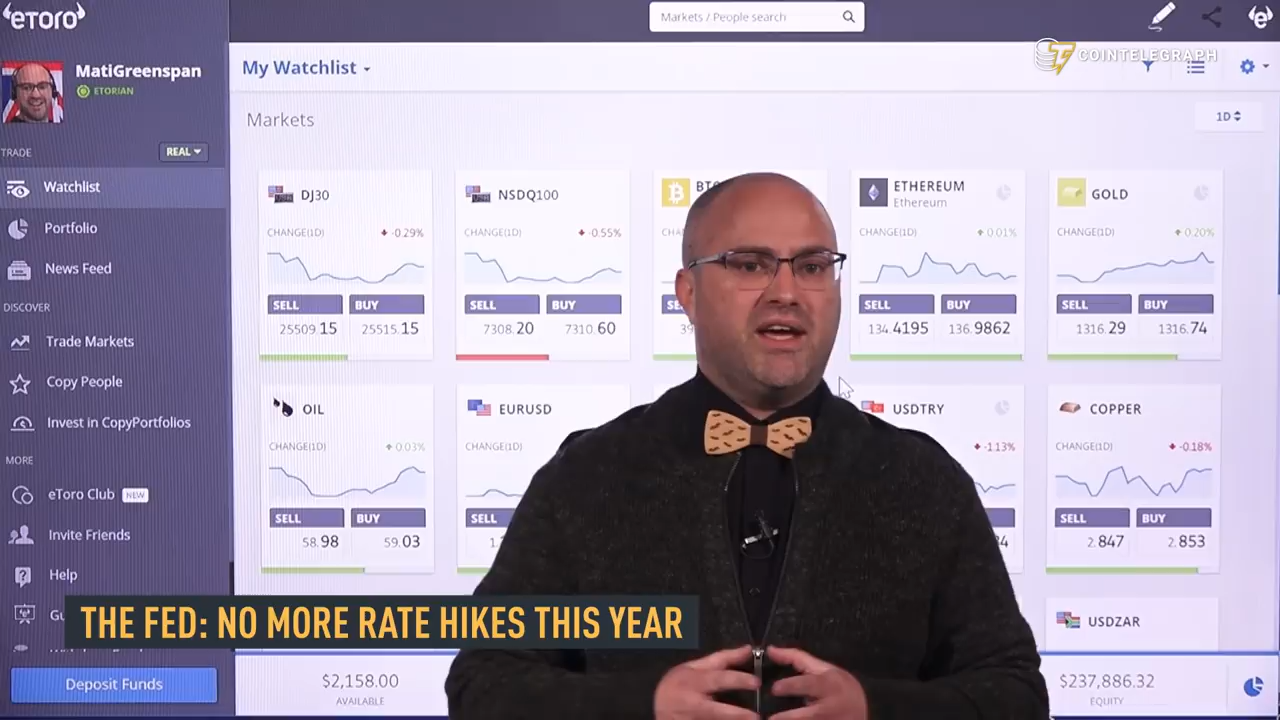 eToro
Markets / People search
COINTELEGRAPH
MatiGreenspan
ETORIAN
My Watchlist
TRADE
REAL
Markets
1D
Watchlist
Portfolio
News Feed
DISCOVER
Trade Markets
Copy People
Invest in CopyPortfolios
MORE
eToro Club NEW
Invite Friends
Help
Deposit Funds
DJ30
CHANGE(1D) -0.29%
SELL BUY
25509.15 25515.15
NSDQ100
CHANGE(1D) -0.55%
SELL BUY
7308.20 7310.60
ETHEREUM
Ethereum
CHANGE(1D) 0.01%
SELL BUY
134.4195 136.9862
GOLD
CHANGE(1D) 0.20%
SELL BUY
1316.29 1316.74
OIL
CHANGE(1D) 0.03%
SELL BUY
58.98 59.03
EURUSD
CHANGE(1D)
SELL
USDTRY
-1.13%
COPPER
CHANGE(1D) -0.18%
SELL BUY
2.847 2.853
USDZAR
THE FED: NO MORE RATE HIKES THIS YEAR
$2,158.00
AVAILABLE
$237,886.32
EQUITY